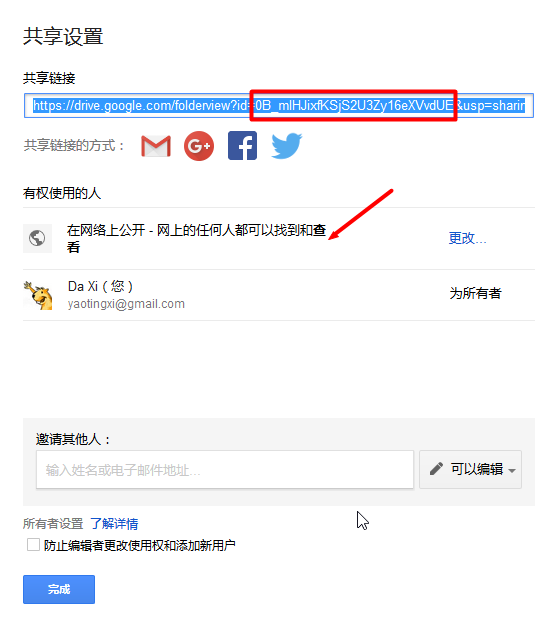 共享设置
共享链接
https://drive.google.com/folderview?id=0B_mlHJixfKSjS2U3Zy16eXVvdUE&usp=sharin
共享链接的方式：
有权使用的人
在网络上公开 - 网上的任何人都可以找到和查
看
更改...
Da Xi（您）
yaotingxi@gmail.com
为所有者
邀请其他人：
输入姓名或电子邮件地址...
可以编辑
所有者设置 了解详情
防止编辑者更改使用权和添加新用户
完成